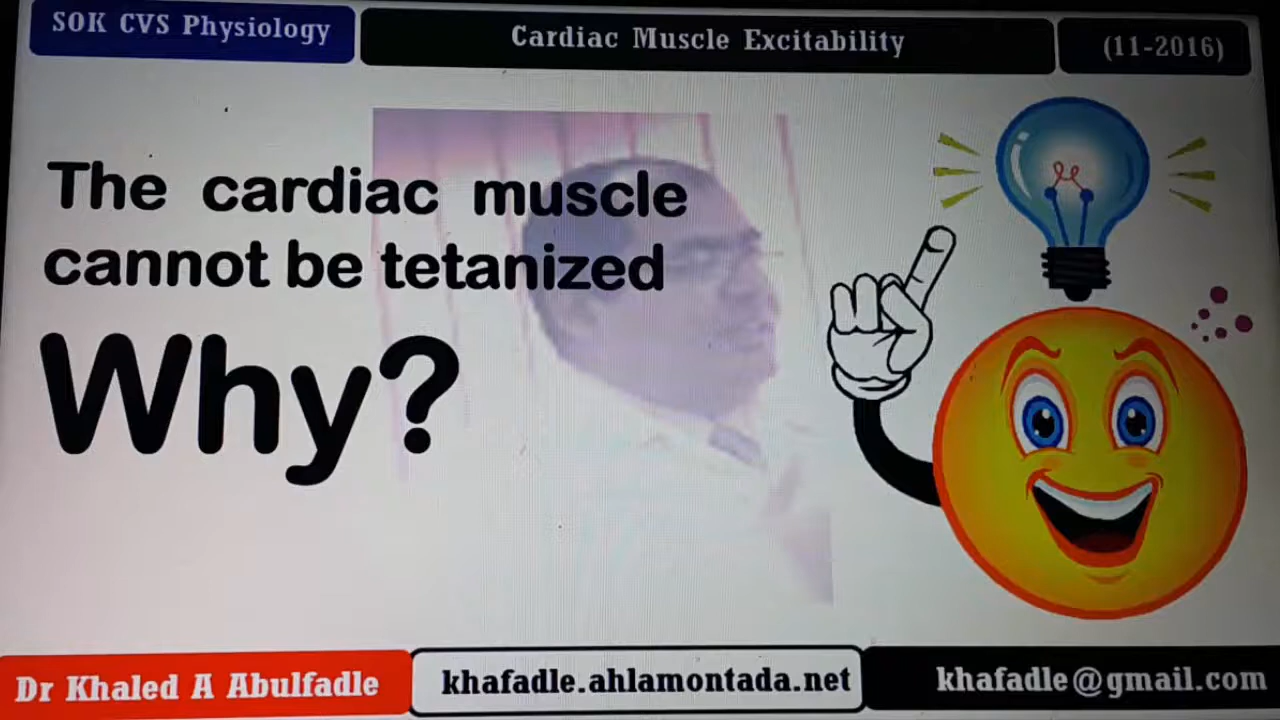 SOK CVS Physiology
Cardiac Muscle Excitability
(11-2016)
The cardiac muscle
cannot be tetanized
Why?
Dr Khaled A Abulfadle
khafadle.ahlamontada.net
khafadle@gmail.com